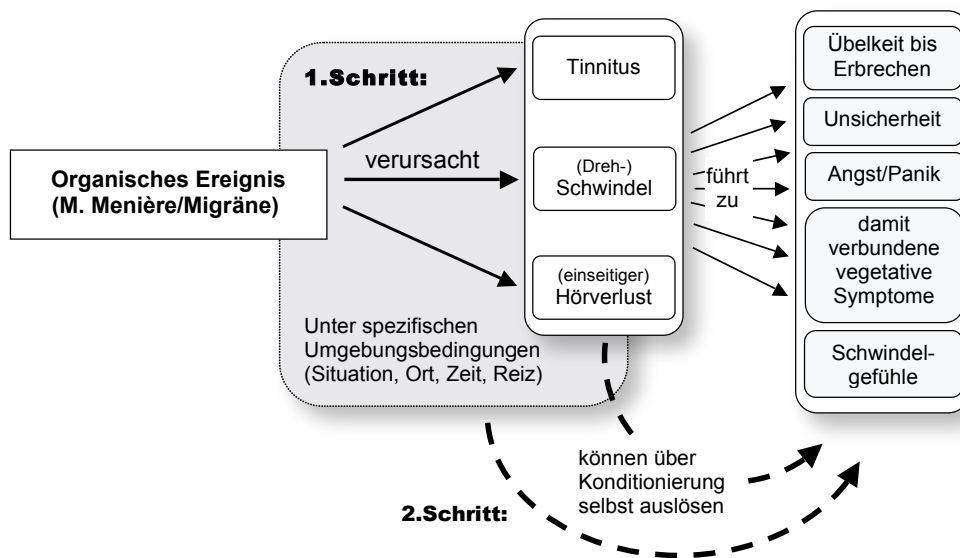 1.Schritt:
Organisches Ereignis
(M. Menière/Migräne)
verursacht
Tinnitus
(Dreh-)
Schwindel
(einseitiger)
Hörverlust
Unter spezifischen
Umgebungsbedingungen
(Situation, Ort, Zeit, Reiz)
führt
zu
Übelkeit bis
Erbrechen
Unsicherheit
Angst/Panik
damit
verbundene
vegetative
Symptome
Schwindel-
gefühle
können über
Konditionierung
selbst auslösen
2.Schritt: